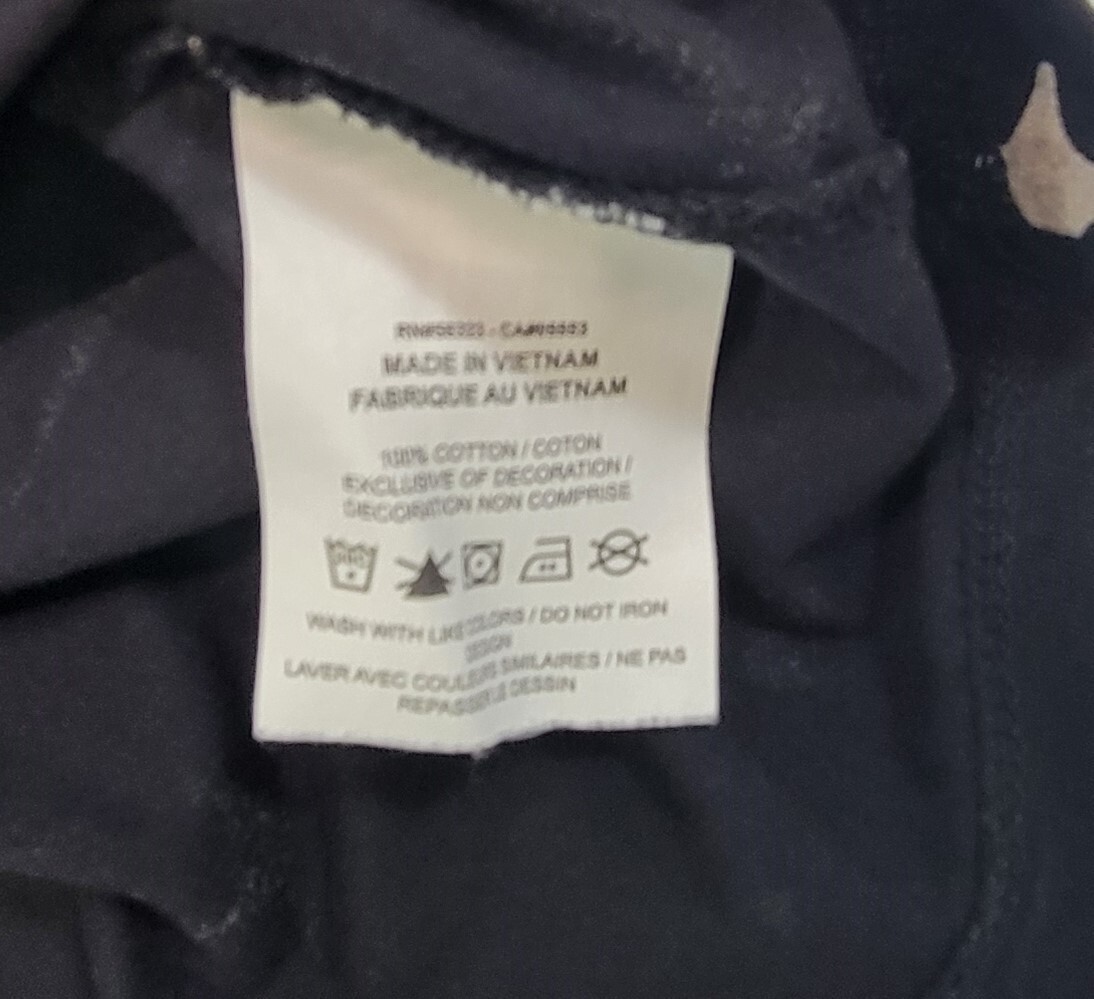 MADE IN VIETNAM
FABRIQUE AU VIETNAM
100% COTTON / COTON
EXCLUSIVE OF DECORATION /
DECORATION NON COMPRISE
WASH WITH LIKE COLORS / DO NOT IRON
DESIGN
LAVER AVEC COULEURS SIMILAIRES / NE PAS
REPASSER LE DESSIN